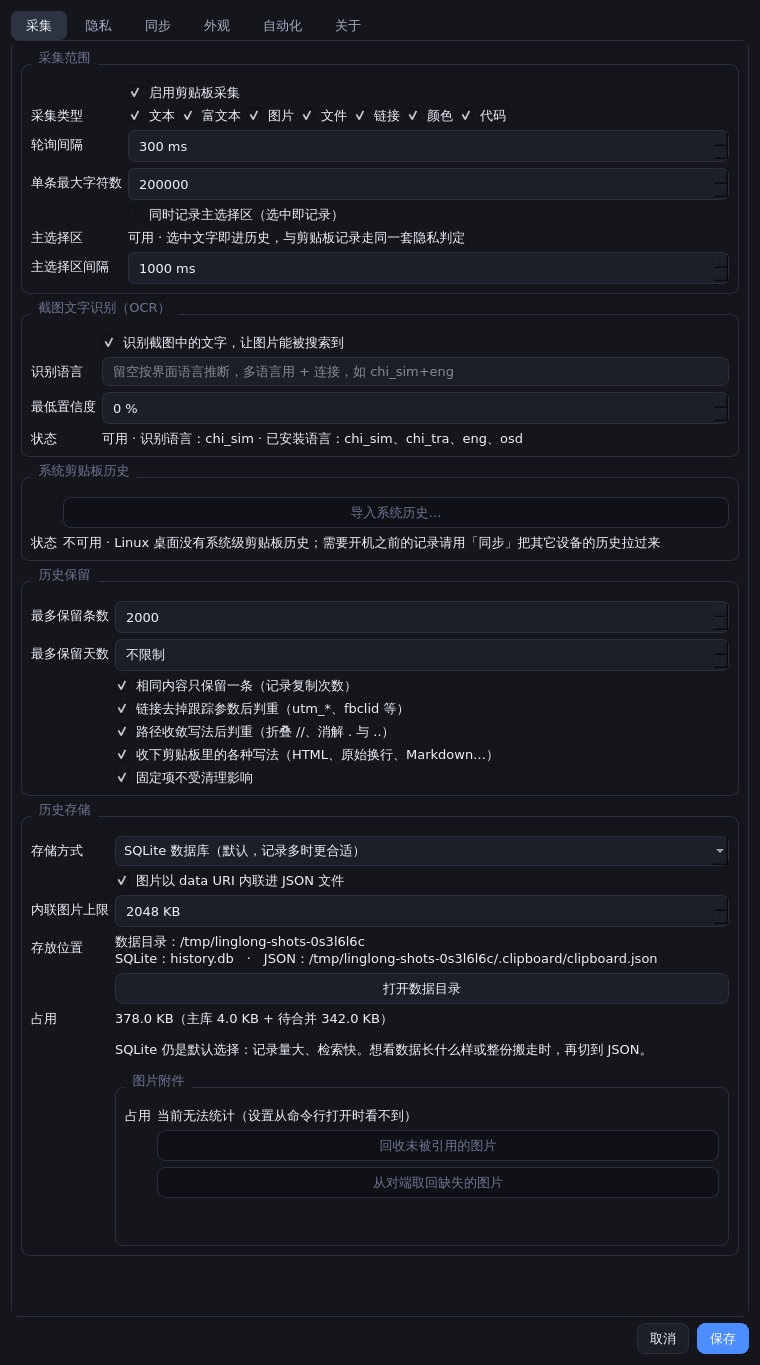 采集 隐私 同步 外观 自动化 关于
采集范围
启用剪贴板采集
采集类型 文本 富文本 图片 文件 链接 颜色 代码
轮询间隔 300 ms
单条最大字符数 200000
同时记录主选择区（选中即记录）
主选择区 可用 · 选中文字即进历史，与剪贴板记录走同一套隐私判定
主选择区间隔 1000 ms
截图文字识别（OCR）
识别截图中的文字，让图片能被搜索到
识别语言 留空按界面语言推断，多语言用 + 连接，如 chi_sim+eng
最低置信度 0 %
状态 可用 · 识别语言：chi_sim · 已安装语言：chi_sim、chi_tra、eng、osd
系统剪贴板历史
导入系统历史…
状态 不可用 · Linux 桌面没有系统级剪贴板历史；需要开机之前的记录请用「同步」把其它设备的历史拉过来
历史保留
最多保留条数 2000
最多保留天数 不限制
相同内容只保留一条（记录复制次数）
链接去掉跟踪参数后判重（utm_*、fbclid 等）
路径收敛写法后判重（折叠 //、消解 . 与 ..）
收下剪贴板里的各种写法（HTML、原始换行、Markdown…）
固定项不受清理影响
历史存储
存储方式 SQLite 数据库（默认，记录多时更合适）
图片以 data URI 内联进 JSON 文件
内联图片上限 2048 KB
存放位置 数据目录：/tmp/linglong-shots-0s3l6l6c
SQLite：history.db · JSON：/tmp/linglong-shots-0s3l6l6c/.clipboard/clipboard.json
打开数据目录
占用 378.0 KB（主库 4.0 KB + 待合并 342.0 KB）
SQLite 仍是默认选择：记录量大、检索快。想看数据长什么样或整份搬走时，再切到 JSON。
图片附件
占用 当前无法统计（设置从命令行打开时看不到）
回收未被引用的图片
从对端取回缺失的图片
取消 保存